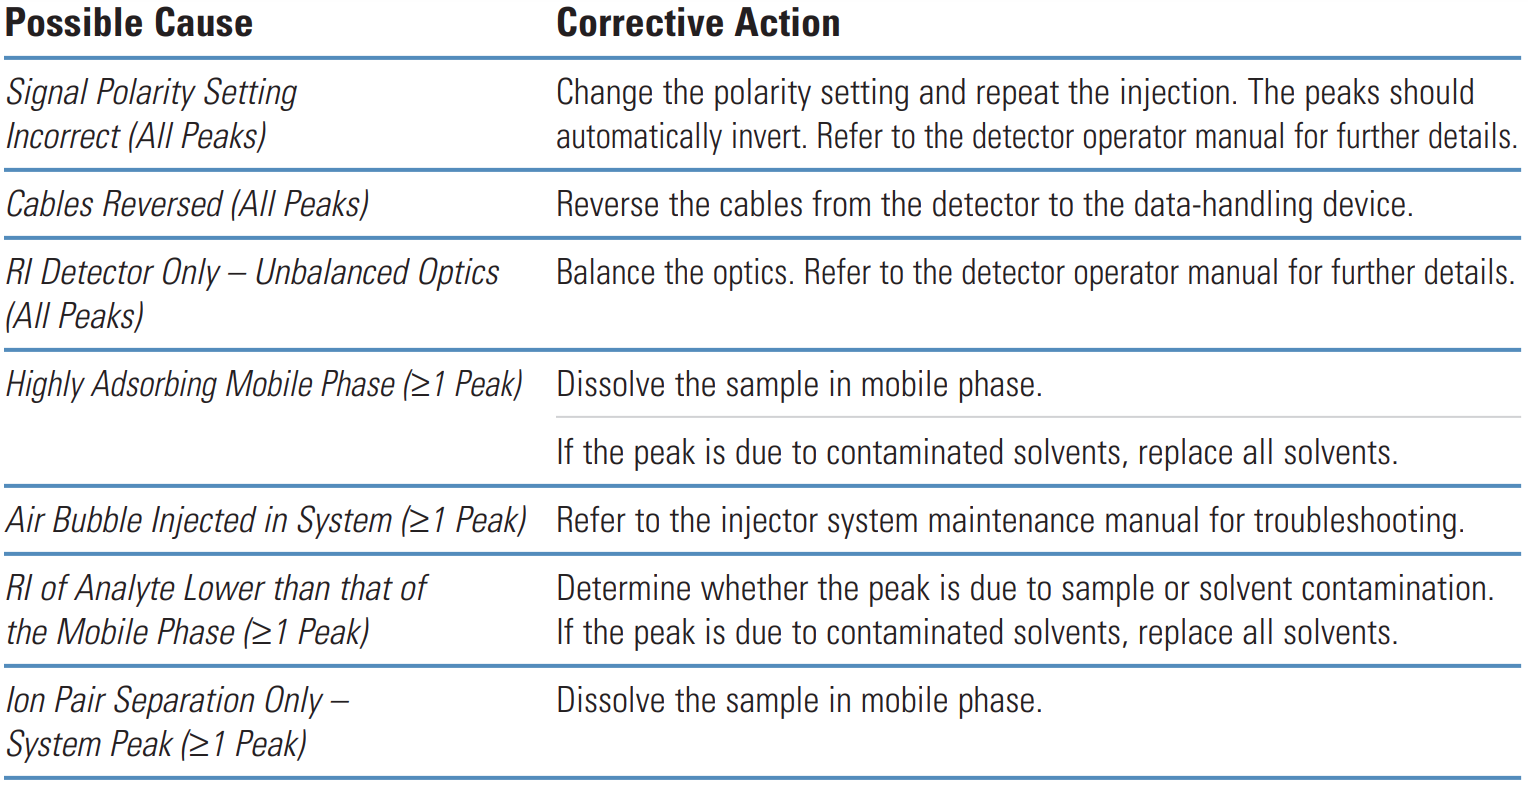 Possible Cause Corrective Action
Signal Polarity Setting
Incorrect (All Peaks)
Change the polarity setting and repeat the injection. The peaks should
automatically invert. Refer to the detector operator manual for further details.
Cables Reversed (All Peaks)
Reverse the cables from the detector to the data-handling device.
RI Detector Only – Unbalanced Optics
(All Peaks)
Balance the optics. Refer to the detector operator manual for further details.
Highly Adsorbing Mobile Phase (≥1 Peak)
Dissolve the sample in mobile phase.
If the peak is due to contaminated solvents, replace all solvents.
Air Bubble Injected in System (≥1 Peak)
Refer to the injector system maintenance manual for troubleshooting.
RI of Analyte Lower than that of
the Mobile Phase (≥1 Peak)
Determine whether the peak is due to sample or solvent contamination.
If the peak is due to contaminated solvents, replace all solvents.
Ion Pair Separation Only –
System Peak (≥1 Peak)
Dissolve the sample in mobile phase.